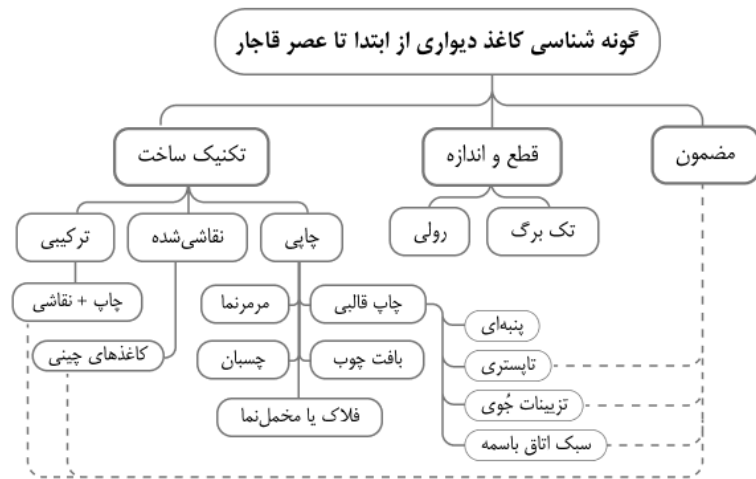 گونه شناسی کاغذ دیواری از ابتدا تا عصر قاجار
مضمون
قطع و اندازه
تکنیک ساخت
تک برگ
رولی
چاپی
نقاشی‌شده
ترکیبی
چاپ + نقاشی
چاپ قالبی
مرمرنما
پنبه‌ای
بافت چوب
چسبان
کاغذهای چینی
تاپستری
تزیینات جُوی
فلاک یا مخمل‌نما
سبک اتاق باسمه